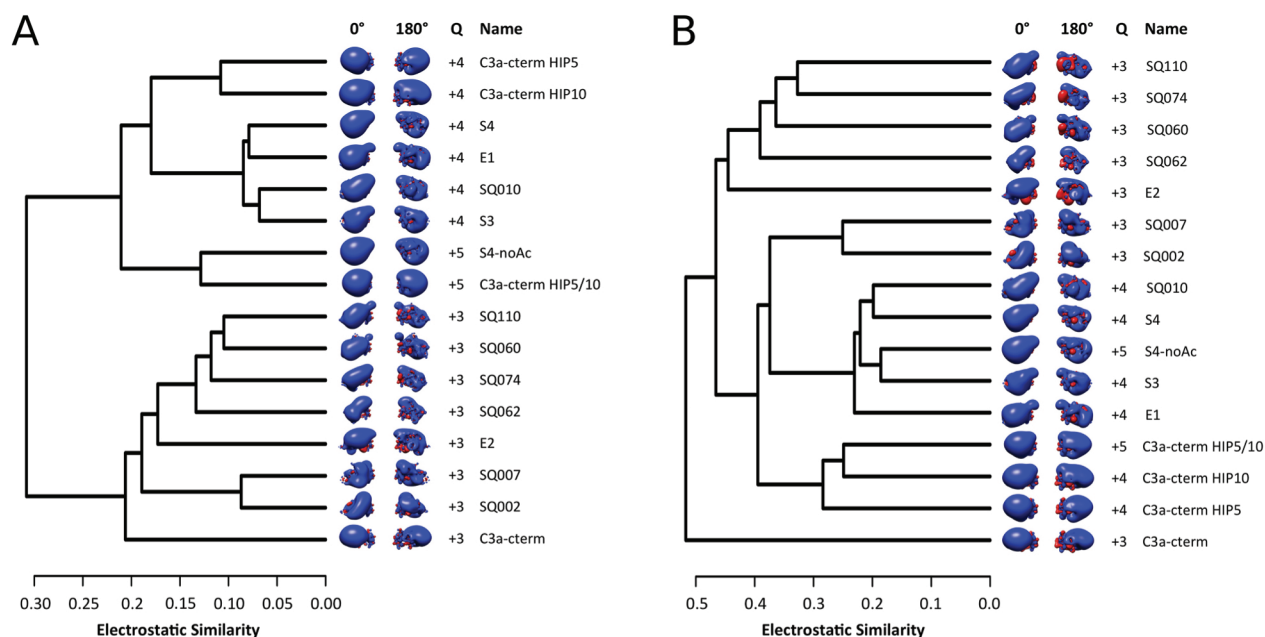 A
0° 180° Q Name
+4 C3a-cterm HIP5
+4 C3a-cterm HIP10
+4 S4
+4 E1
+4 SQ010
+4 S3
+5 S4-noAc
+5 C3a-cterm HIP5/10
+3 SQ110
+3 SQ060
+3 SQ074
+3 SQ062
+3 E2
+3 SQ007
+3 SQ002
+3 C3a-cterm
0.30 0.25 0.2 0.15 0.10 0.05 0.00
Electrostatic Similarity
B
0° 180° Q Name
+3 SQ110
+3 SQ074
+3 SQ060
+3 SQ062
+3 E2
+3 SQ007
+3 SQ002
+4 SQ010
+4 S4
+5 S4-noAc
+4 S3
+4 E1
+5 C3a-cterm HIP5/10
+4 C3a-cterm HIP10
+4 C3a-cterm HIP5
+3 C3a-cterm
0.5 0.4 0.3 0.2 0.1 0.0
Electrostatic Similarity